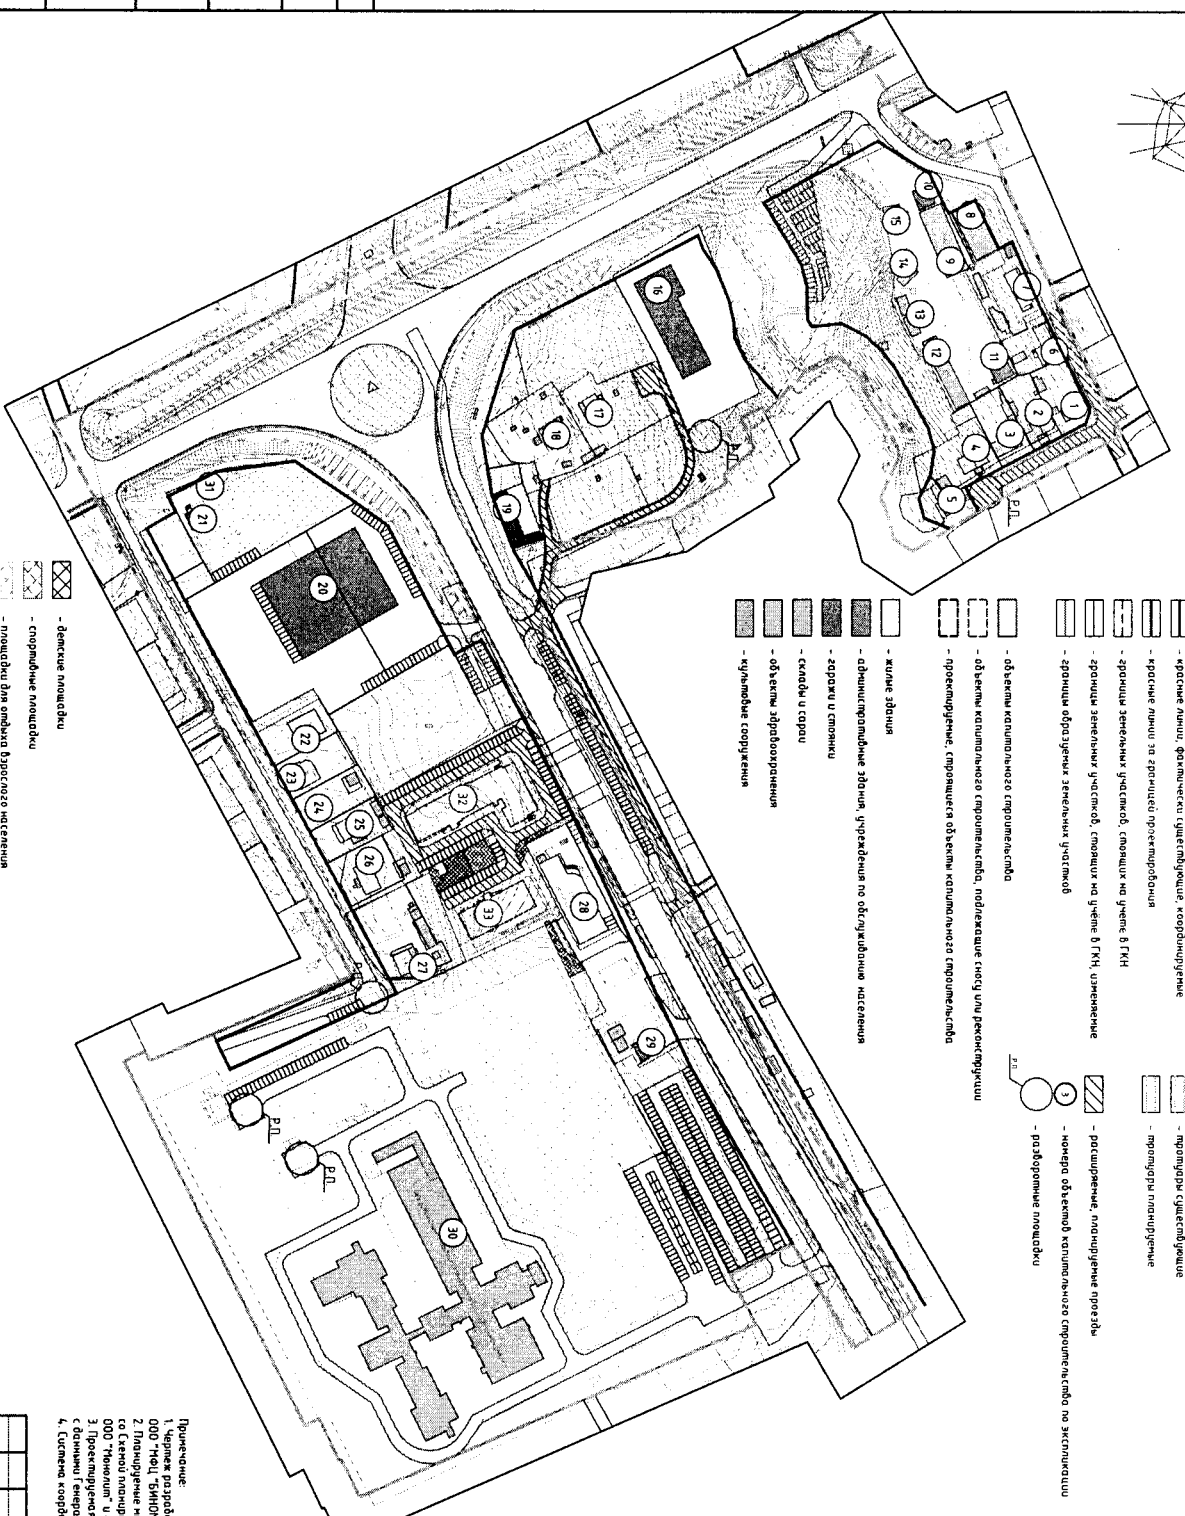 - красные линии, фактически существующие, координируемые
- красные линии за границей проектирования
- границы земельных участков, стоящих на учете в ГКН
- границы земельных участков, стоящих на учёте в ГКН, изменяемые
- границы образуемых земельных участков
- объекты капитального строительства
- объекты капитального строительства, подлежащие сносу или реконструкции
- проектируемые, строящиеся объекты капитального строительства
- жилые здания
- административные здания, учреждения по обслуживанию населения
- гаражи и стоянки
- склады и сараи
- объекты здравоохранения
- культовые сооружения
- тротуары существующие
- тротуары планируемые
- расширяемые, планируемые проезды
3
- номера объектов капитального строительства по экспликации
Р.П.
- разворотные площадки
- детские площадки
- спортивные площадки
- площадки для отдыха взрослого населения
1
2
3
4
5
6
7
8
9
10
11
12
13
14
15
16
17
18
19
20
21
22
23
24
25
26
27
28
29
30
31
32
33
Р.П.
Р.П.
Р.П.
Примечание:
1. Чертеж
ООО "МФЦ
2. Планируемые
со Схемой
ООО "Монолит" и
3. Проектируемая
с данными
4. Система